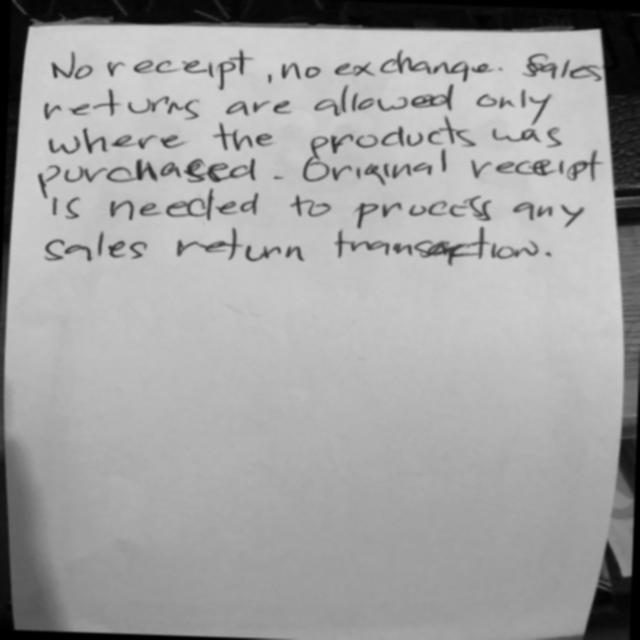 No receipt, no exchange. Sales
returns are allowed only
where the products was
purchased. Original receipt
is needed to process any
sales return transaction.